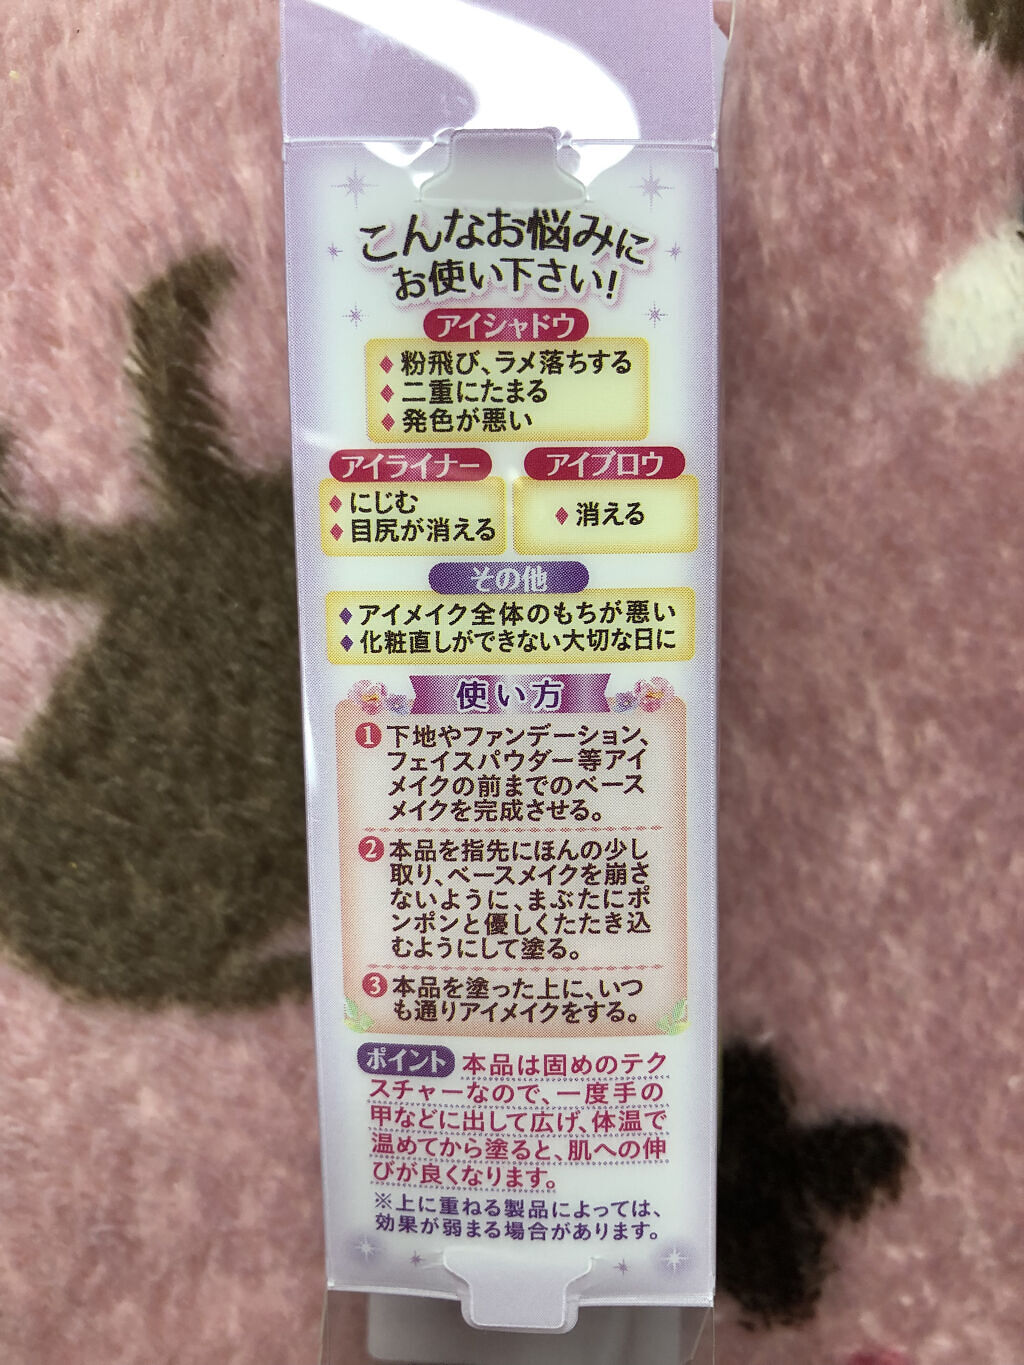 こんなお悩みに
お使い下さい!
アイシャドウ
♦粉飛び、ラメ落ちする
♦二重にたまる
♦発色が悪い
アイライナー
♦にじむ
♦目尻が消える
アイブロウ
♦消える
その他
♦アイメイク全体のもちが悪い
♦化粧直しができない大切な日に
使い方
❶下地やファンデーション、
フェイスパウダー等アイ
メイクの前までのベース
メイクを完成させる。
❷本品を指先にほんの少し
取り、ベースメイクを崩さ
ないように、まぶたにポ
ンポンと優しくたたき込
むようにして塗る。
❸本品を塗った上に、いつ
も通りアイメイクをする。
ポイント 本品は固めのテク
スチャーなので、一度手の
甲などに出して広げ、体温で
温めてから塗ると、肌への伸
びが良くなります。
※上に重ねる製品によっては、
効果が弱まる場合があります。